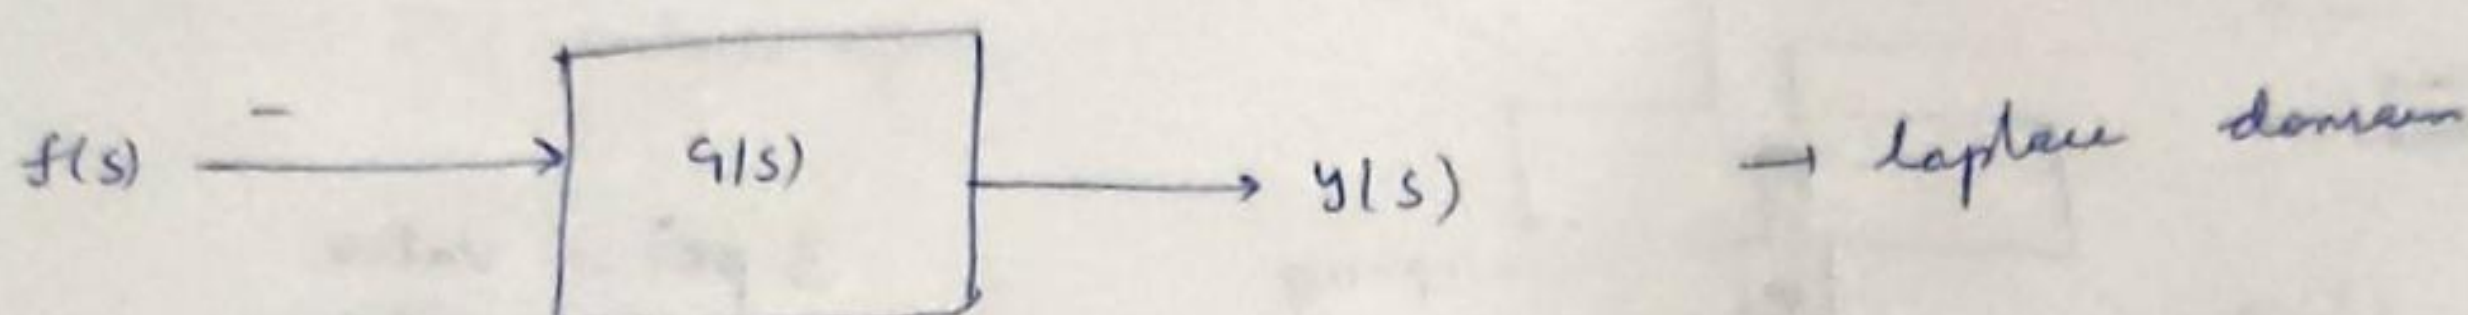 f(s) G(s) y(s) → laplace domain